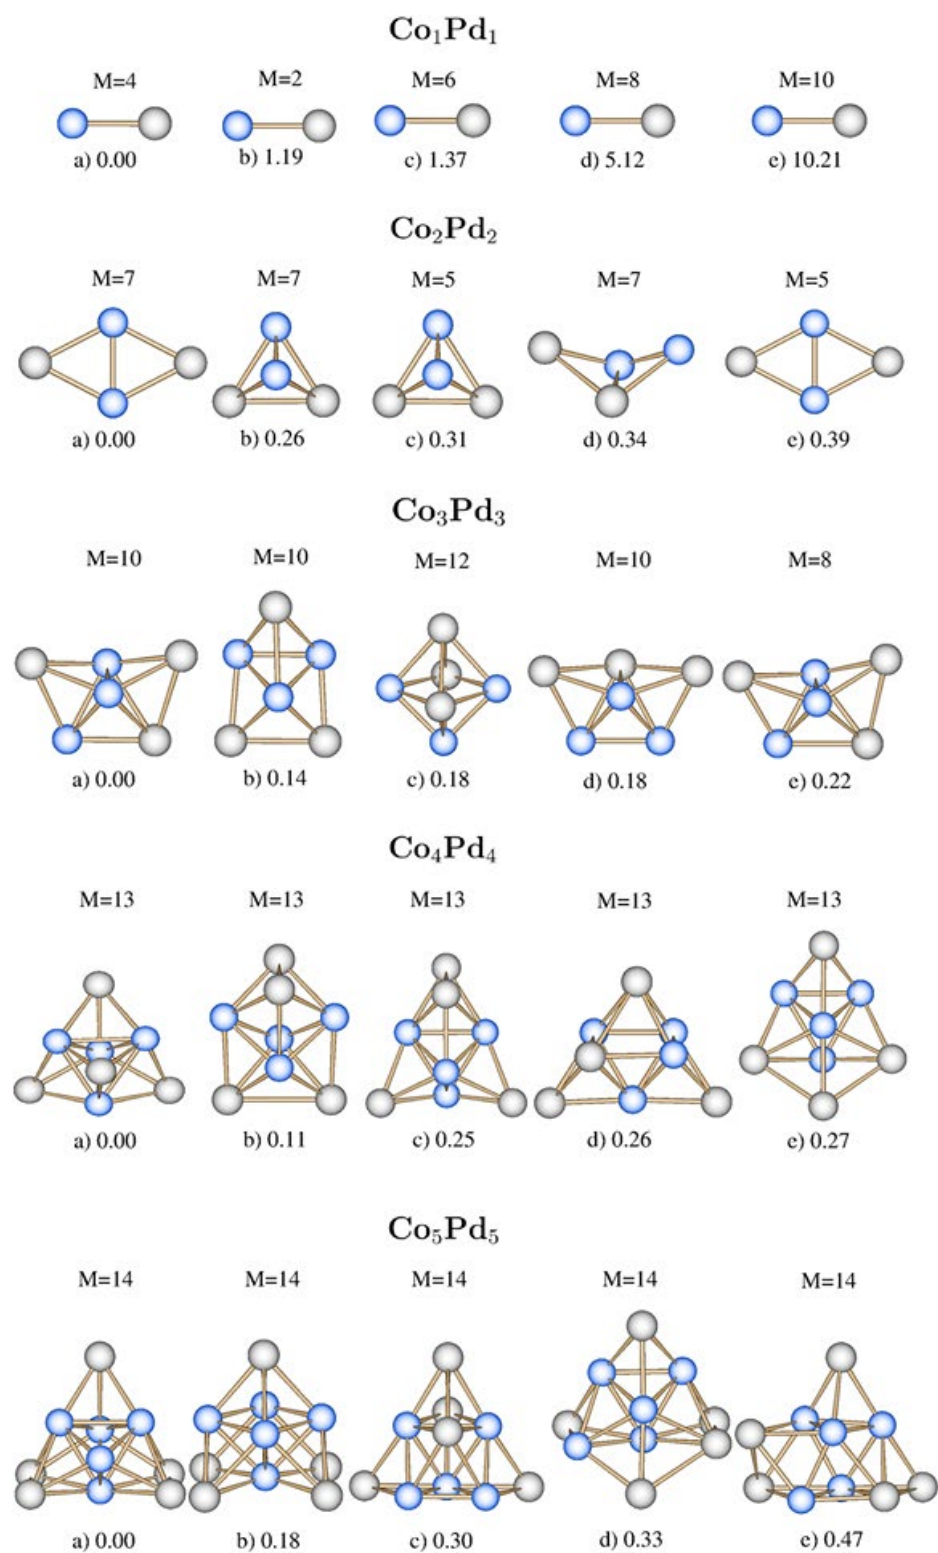 Co₁Pd₁
M=4 M=2 M=6 M=8 M=10
a) 0.00 b) 1.19 c) 1.37 d) 5.12 e) 10.21
Co₂Pd₂
M=7 M=7 M=5 M=7 M=5
a) 0.00 b) 0.26 c) 0.31 d) 0.34 e) 0.39
Co₃Pd₃
M=10 M=10 M=12 M=10 M=8
a) 0.00 b) 0.14 c) 0.18 d) 0.18 e) 0.22
Co₄Pd₄
M=13 M=13 M=13 M=13 M=13
a) 0.00 b) 0.11 c) 0.25 d) 0.26 e) 0.27
Co₅Pd₅
M=14 M=14 M=14 M=14 M=14
a) 0.00 b) 0.18 c) 0.30 d) 0.33 e) 0.47